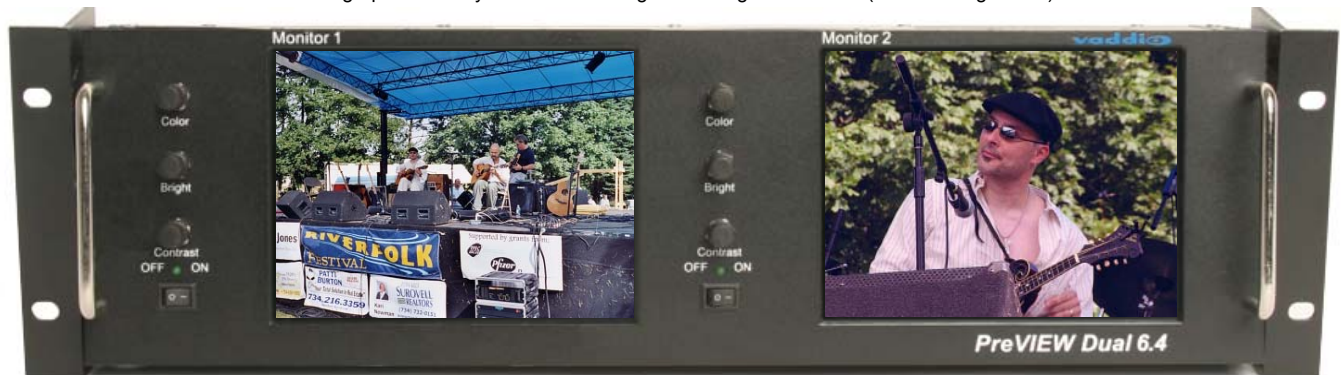 Monitor 1
Monitor 2
vaddio
Color
Bright
Contrast
OFF ON
Jones
RIVERFOLK
FESTIVAL
PATTI
BURTON
734.216.3359
SUROVELL
REALTORS
Supported by grants from:
Pfizer
Color
Bright
Contrast
OFF ON
PreVIEW Dual 6.4